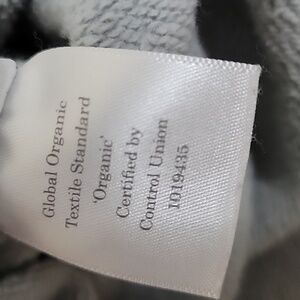 Global Organic
Textile Standard
'Organic'
Certified by
Control Union
1019435